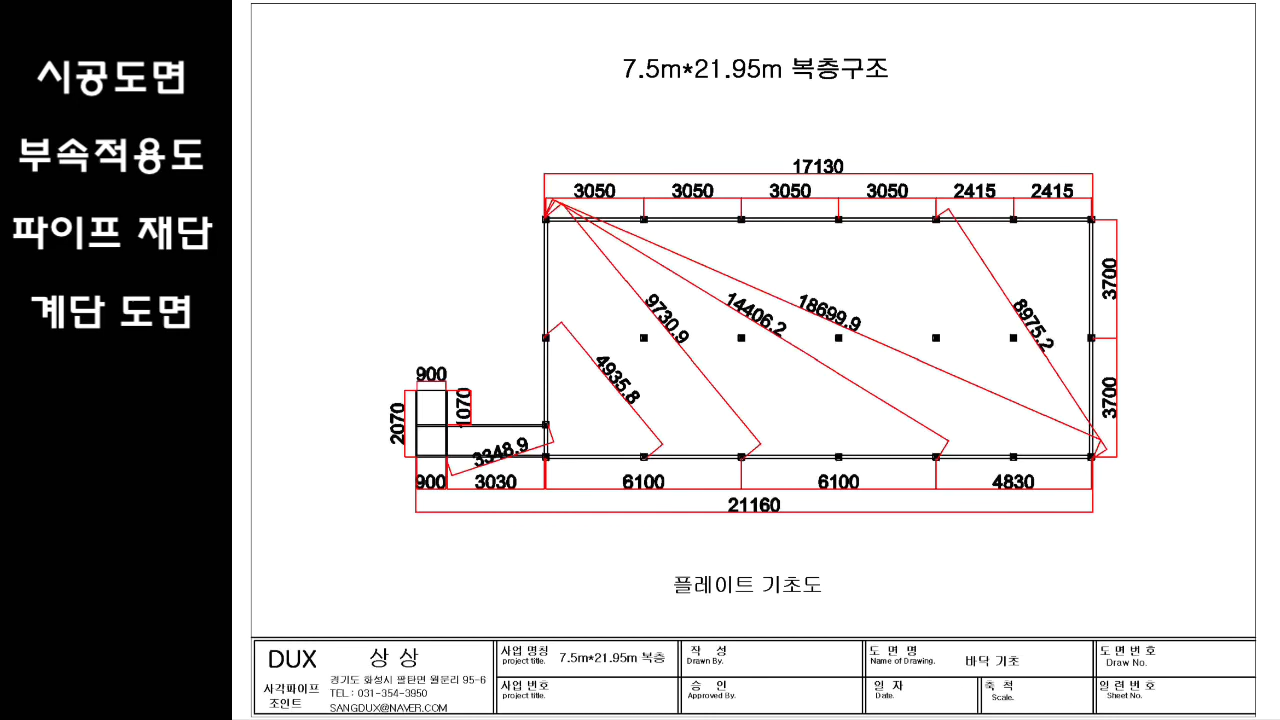 시공도면
부속적용도
파이프 재단
계단 도면
7.5m*21.95m 복층구조
17130
3050 3050 3050 3050 2415 2415
3700
9730.9 14406.2 18699.9 8975.2
4935.8
3700
900
1070
2070
3348.9
900 3030 6100 6100 4830
21160
플레이트 기초도
DUX 상 상
사각파이프
조인트
경기도 화성시 팔탄면 월문리 95-6
TEL : 031-354-3950
SANGDUX@NAVER.COM
사업 명칭
project title.
7.5m*21.95m 복층
작 성
Drawn By.
도 면 명
Name of Drawing.
바닥 기초
도 면 번 호
Draw No.
사업 번호
project title.
승 인
Approved By.
일 자
Date.
축 척
Scale.
일 련 번 호
Sheet No.